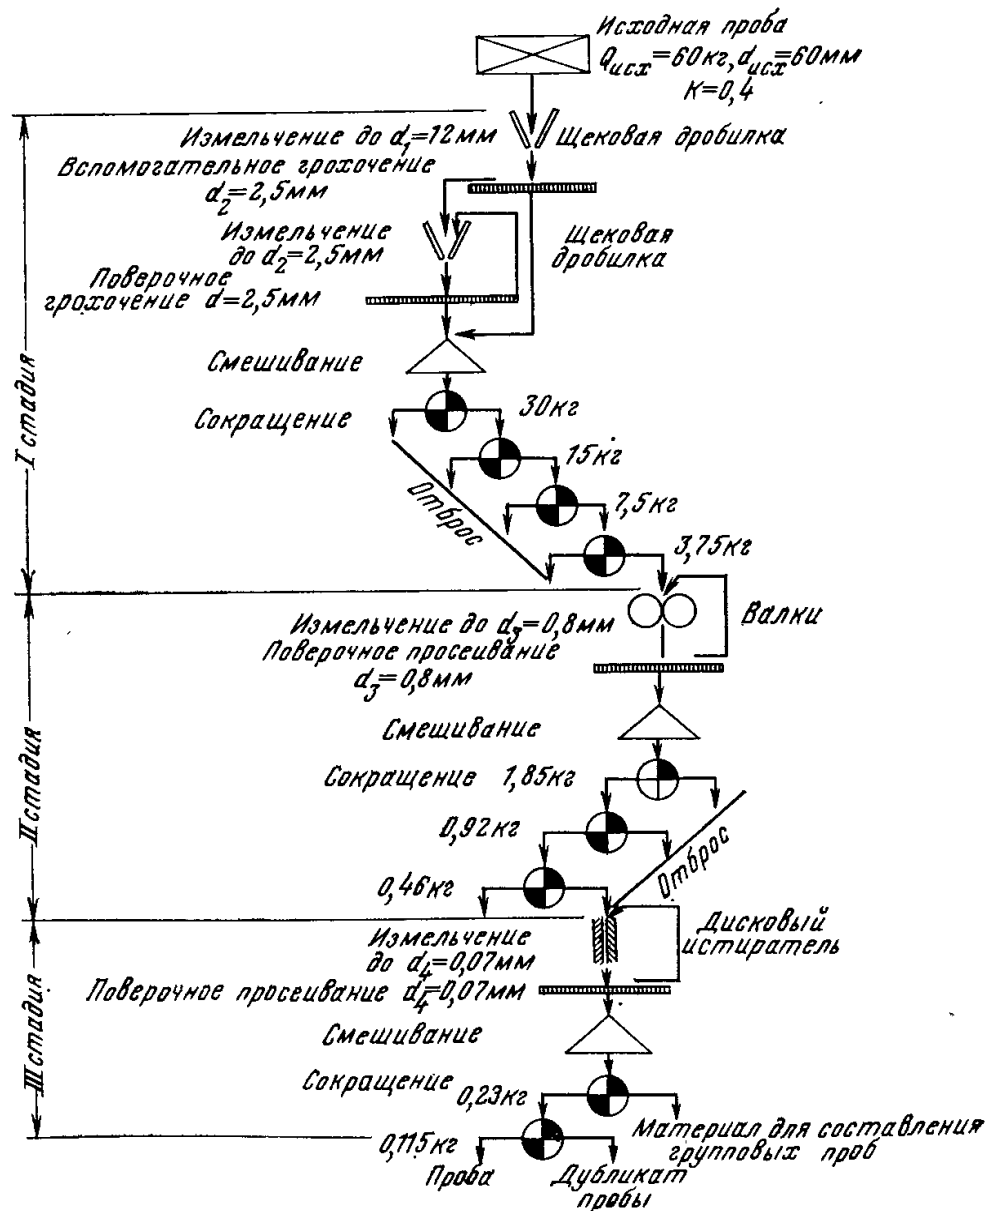 Исходная проба
Qисх=60кг, dисх=60мм
К=0,4
Измельчение до d1=12мм
Щековая дробилка
Вспомогательное грохочение
d2=2,5мм
Измельчение
до d2=2,5мм
Щековая
дробилка
Поверочное
грохочение d=2,5мм
Смешивание
Сокращение
30кг
15кг
7,5кг
3,75кг
Отброс
I стадия
Измельчение до d3=0,8мм
Валки
Поверочное просеивание
d3=0,8мм
Смешивание
Сокращение 1,85кг
0,92кг
0,46кг
Отброс
II стадия
Измельчение
до d4=0,07мм
Дисковый
истиратель
Поверочное просеивание d4=0,07мм
Смешивание
Сокращение
0,23кг
Материал для составления
групповых проб
0,115кг
Проба
Дубликат
пробы
III стадия